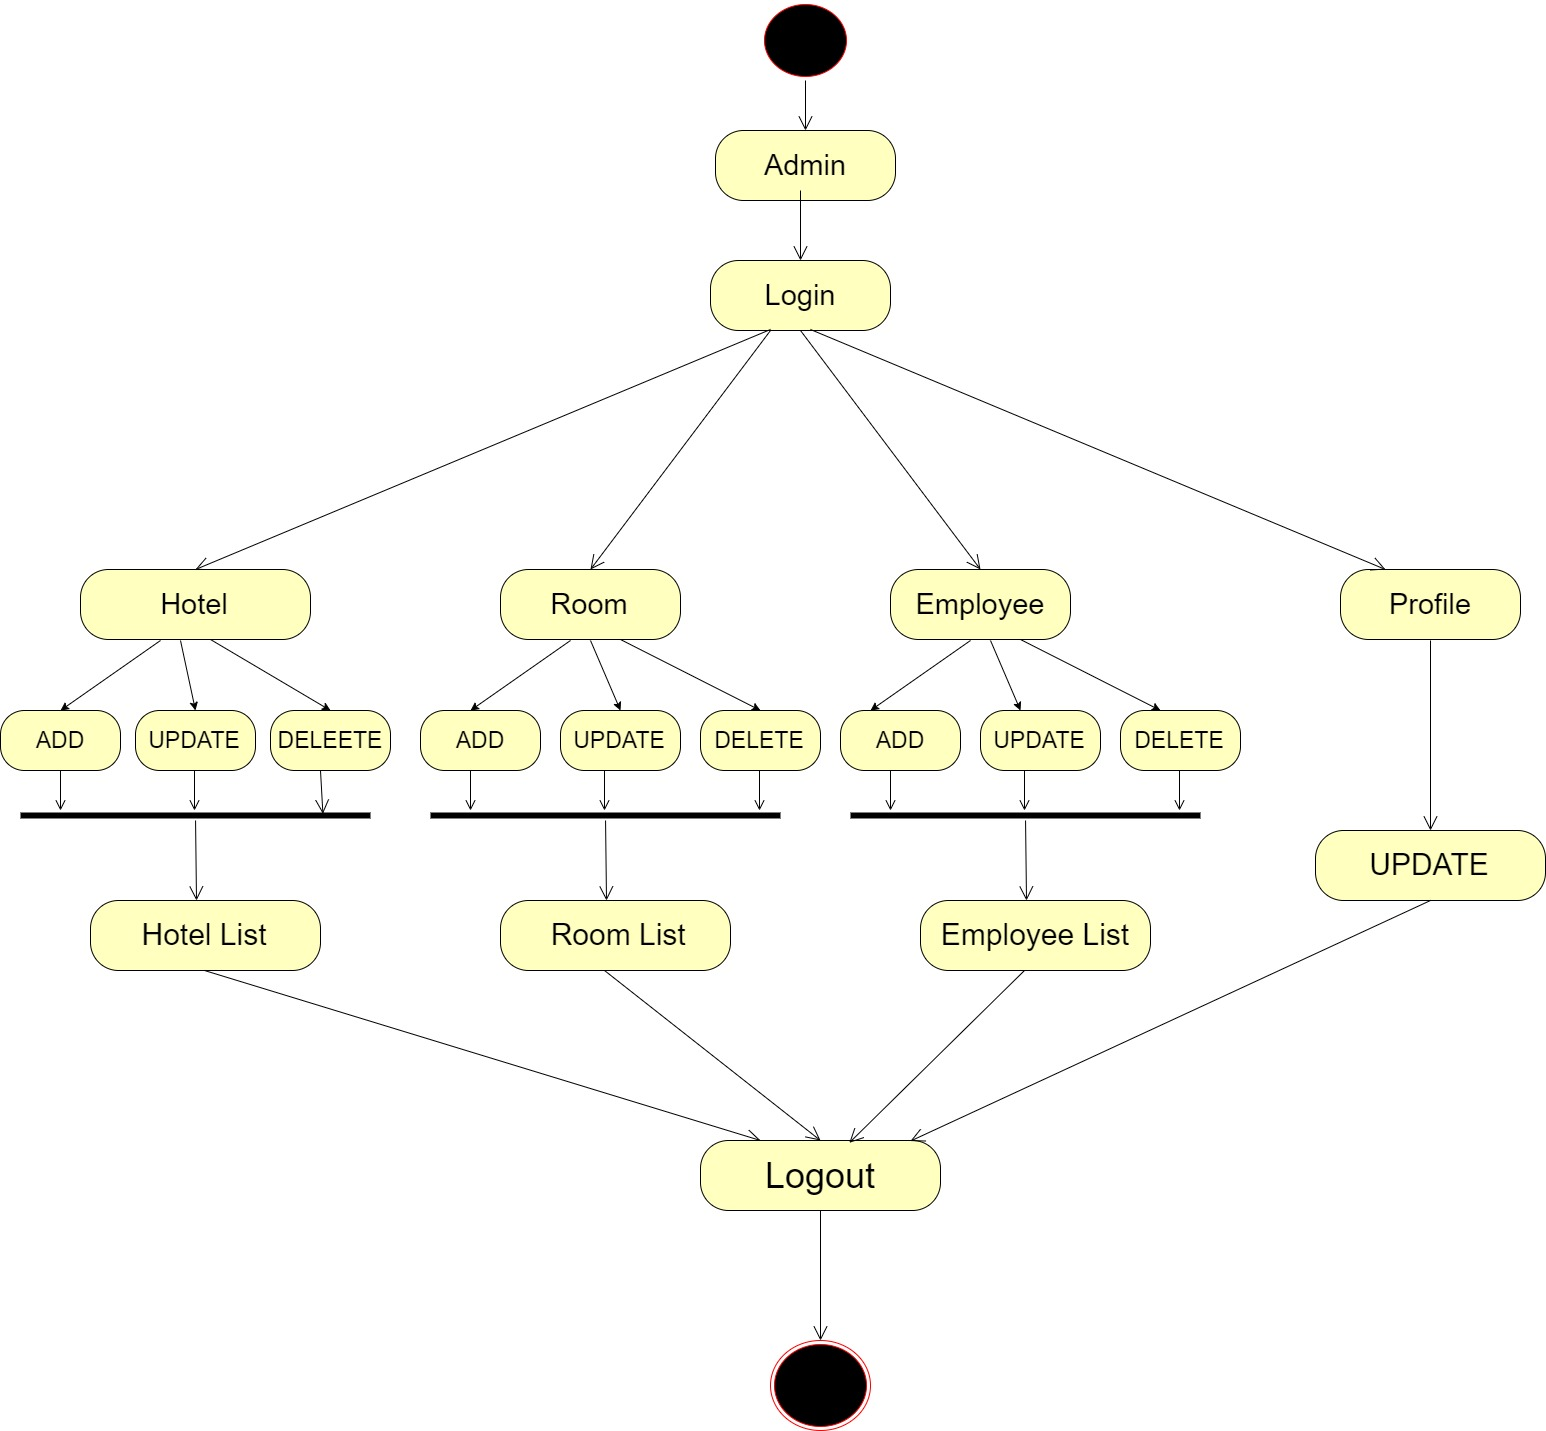 Admin
Login
Hotel
Room
Employee
Profile
ADD
UPDATE
DELEETE
ADD
UPDATE
DELETE
ADD
UPDATE
DELETE
UPDATE
Hotel List
Room List
Employee List
Logout